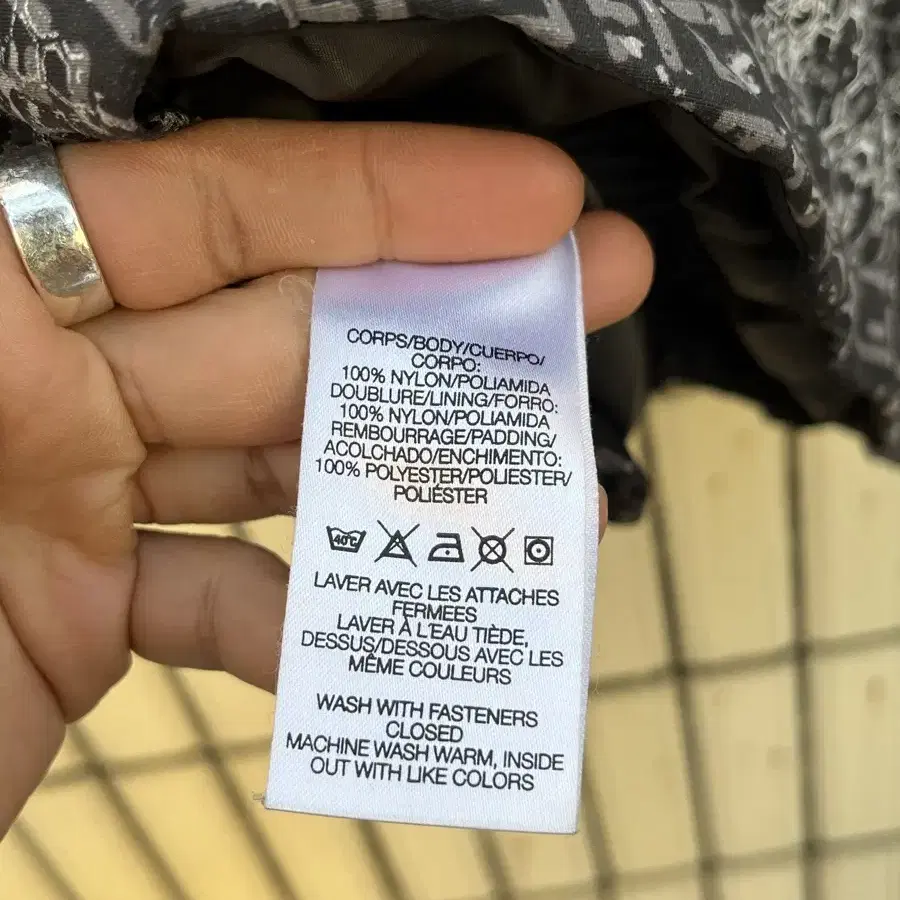 CORPS/BODY/CUERPO/
CORPO:
100% NYLON/POLIAMIDA
DOUBLURE/LINING/FORRO:
100% NYLON/POLIAMIDA
REMBOURRAGE/PADDING/
ACOLCHADO/ENCHIMENTO:
100% POLYESTER/POLIESTER/
POLIÉSTER
40°C
LAVER AVEC LES ATTACHES
FERMEES
LAVER À L'EAU TIÈDE,
DESSUS/DESSOUS AVEC LES
MÊME COULEURS
WASH WITH FASTENERS
CLOSED
MACHINE WASH WARM, INSIDE
OUT WITH LIKE COLORS